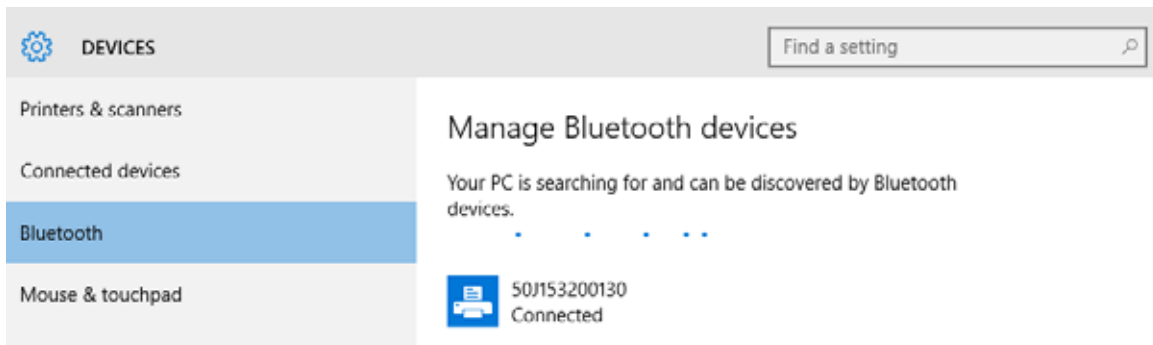 DEVICES
Find a setting
Printers & scanners
Connected devices
Bluetooth
Mouse & touchpad
Manage Bluetooth devices
Your PC is searching for and can be discovered by Bluetooth
devices.
50J153200130
Connected